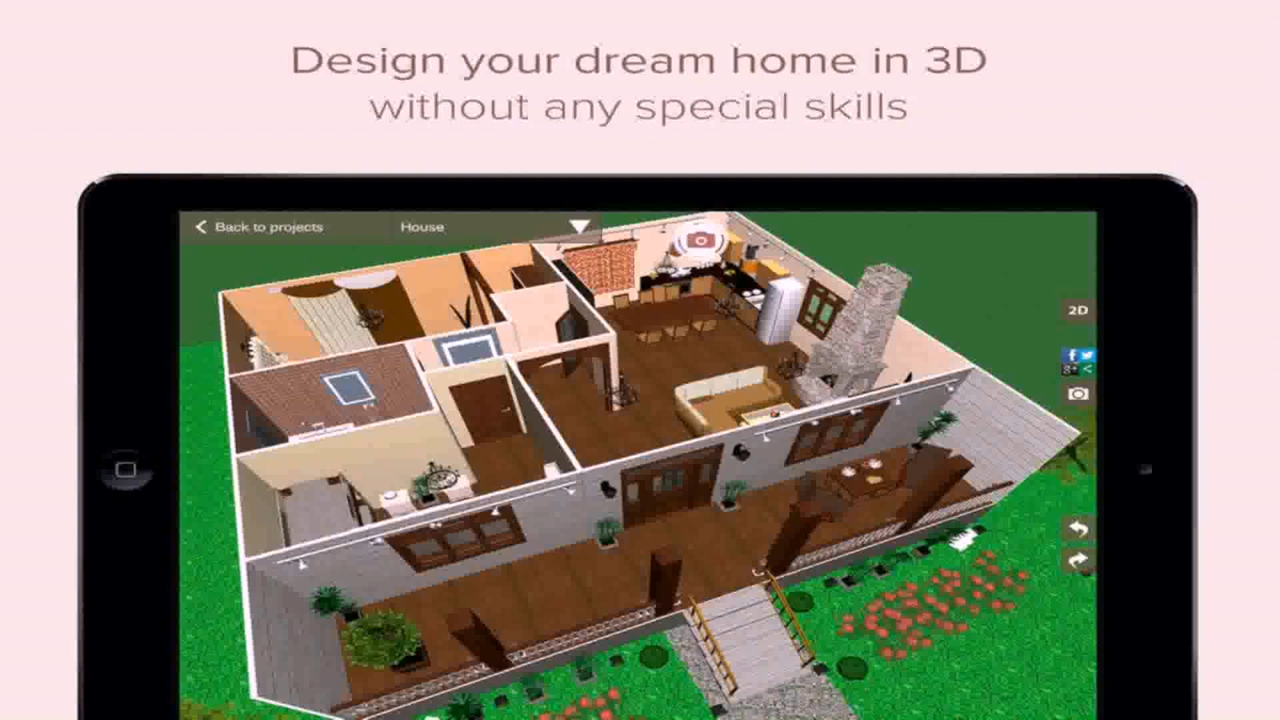 Design your dream home in 3D
without any special skills
Back to projects
House
2D
f
g+